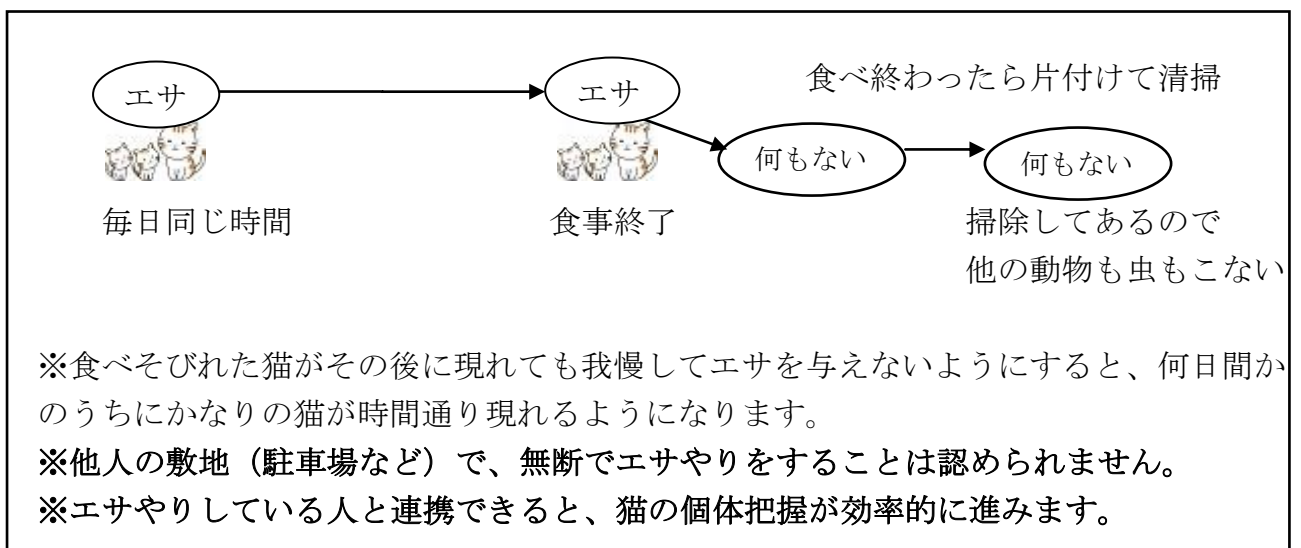 食べ終わったら片付けて清掃
エサ
エサ
何もない
何もない
毎日同じ時間
食事終了
掃除してあるので
他の動物も虫もこない
※食べそびれた猫がその後に現れても我慢してエサを与えないようにすると、何日間か
のうちにかなりの猫が時間通り現れるようになります。
※他人の敷地（駐車場など）で、無断でエサやりをすることは認められません。
※エサやりしている人と連携できると、猫の個体把握が効率的に進みます。